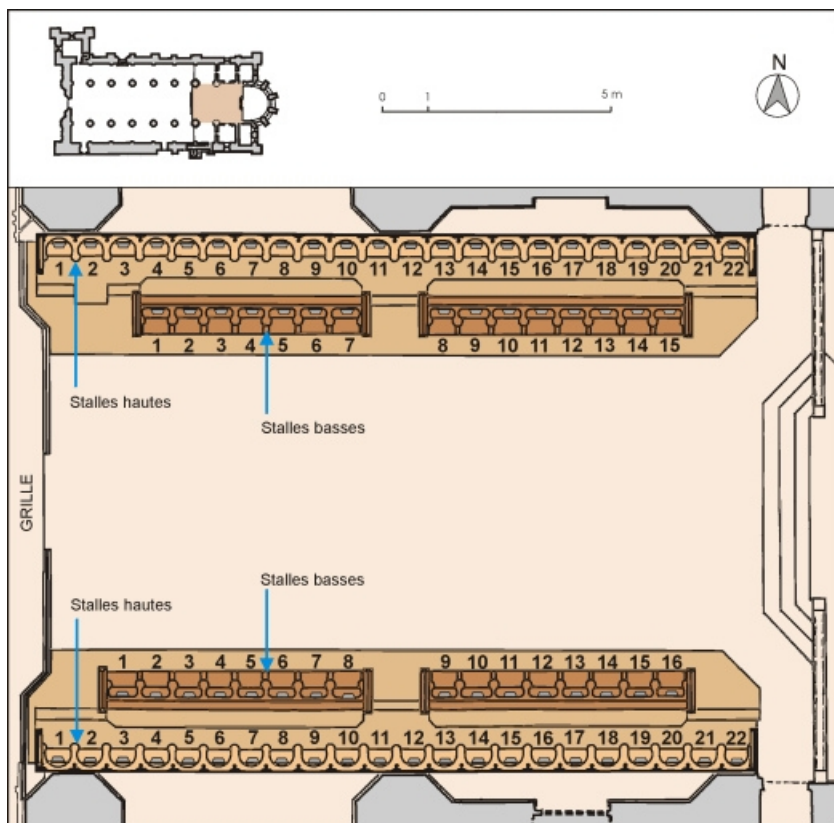 N
0 1 5 m
1 2 3 4 5 6 7 8 9 10 11 12 13 14 15 16 17 18 19 20 21 22
1 2 3 4 5 6 7 8 9 10 11 12 13 14 15
Stalles hautes
Stalles basses
GRILLE
Stalles basses
Stalles hautes
1 2 3 4 5 6 7 8 9 10 11 12 13 14 15 16
1 2 3 4 5 6 7 8 9 10 11 12 13 14 15 16 17 18 19 20 21 22